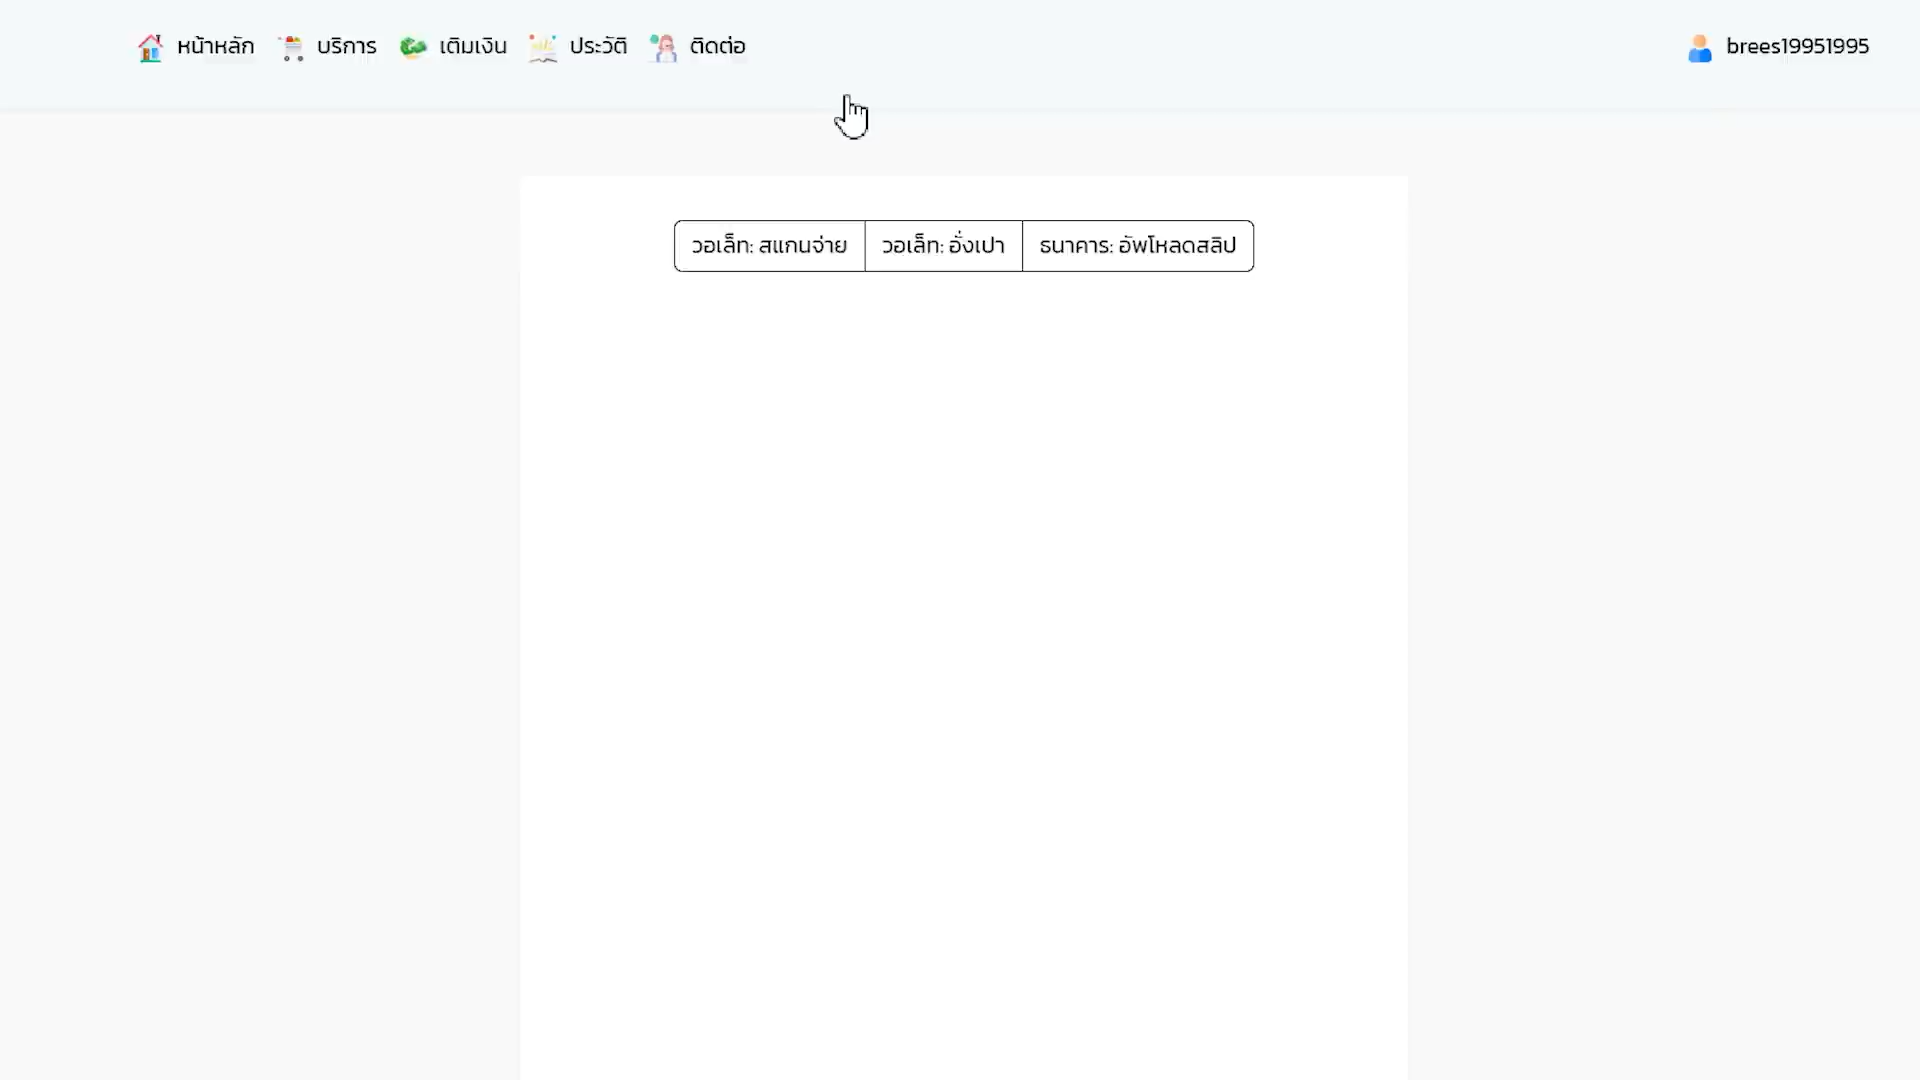 หน้าหลัก บริการ เติมเงิน ประวัติ ติดต่อ brees19951995
วอเล็ท: สแกนจ่าย วอเล็ท: อั่งเปา ธนาคาร: อัพโหลดสลิป